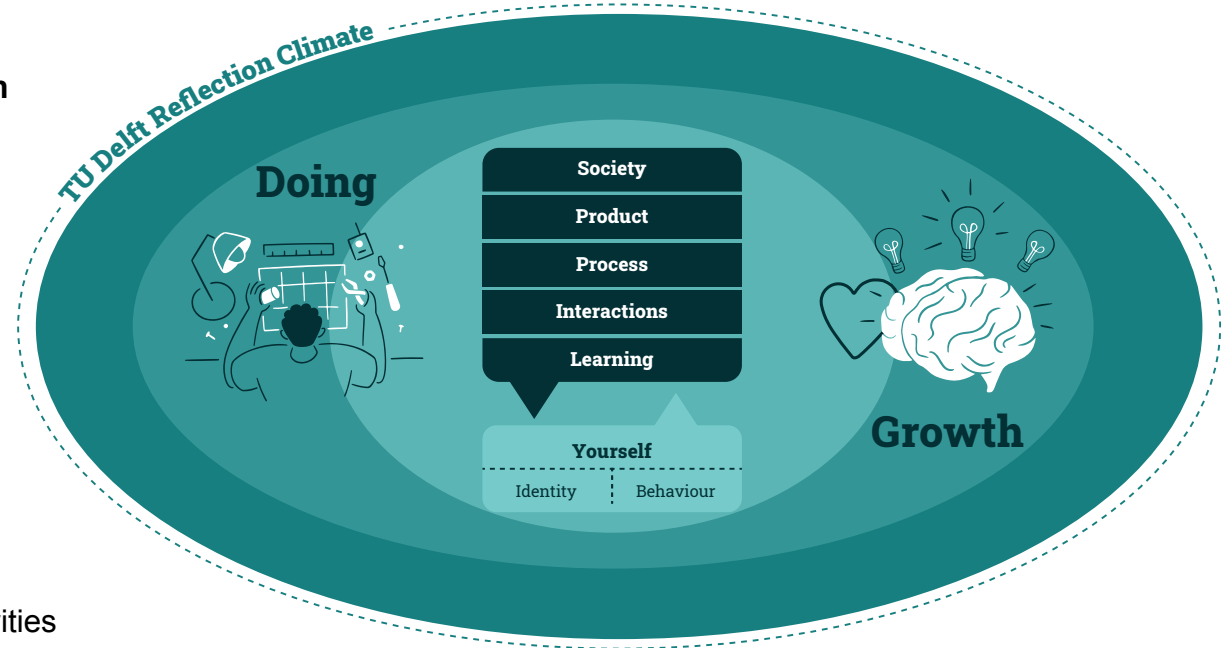 TU Delft Reflection Climate
n
Doing
Society
Product
Process
Interactions
Learning
Growth
Yourself
Identity
Behaviour
ities